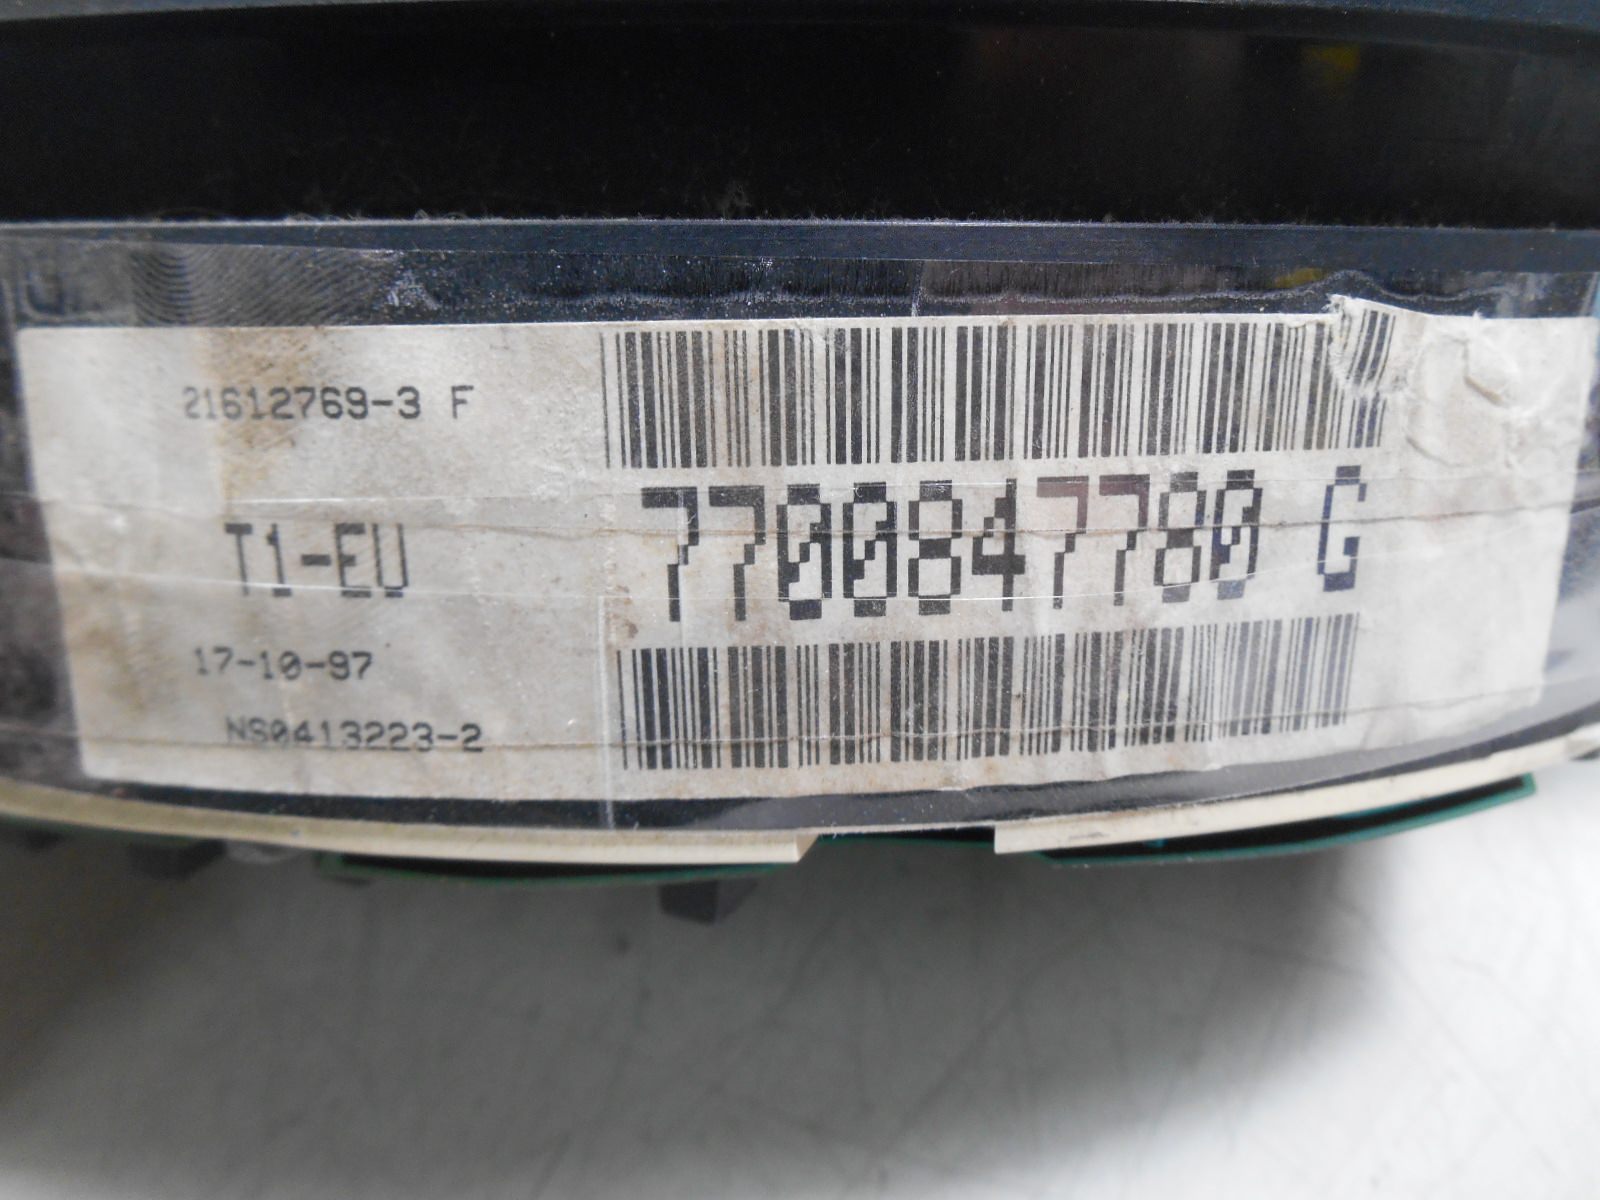 21612769-3 F
7700847780 G
T1-EU
17-10-97
NS0413223-2